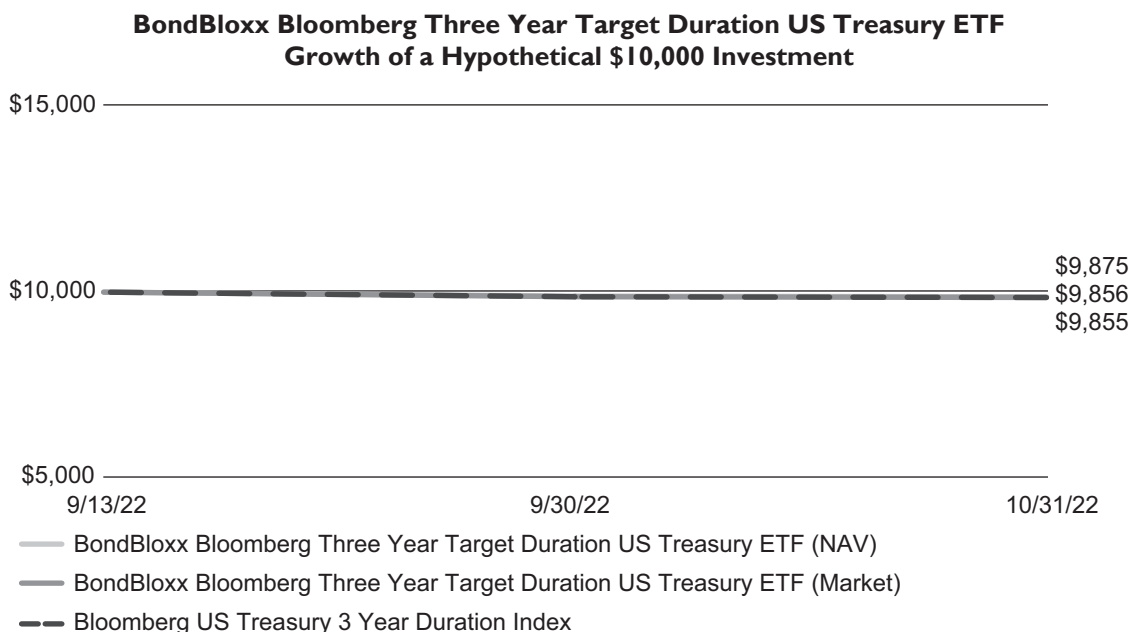 BondBloxx Bloomberg Three Year Target Duration US Treasury ETF
Growth of a Hypothetical $10,000 Investment
$15,000
$10,000
$5,000
$9,875
$9,856
$9,855
9/13/22 9/30/22 10/31/22
BondBloxx Bloomberg Three Year Target Duration US Treasury ETF (NAV)
BondBloxx Bloomberg Three Year Target Duration US Treasury ETF (Market)
Bloomberg US Treasury 3 Year Duration Index